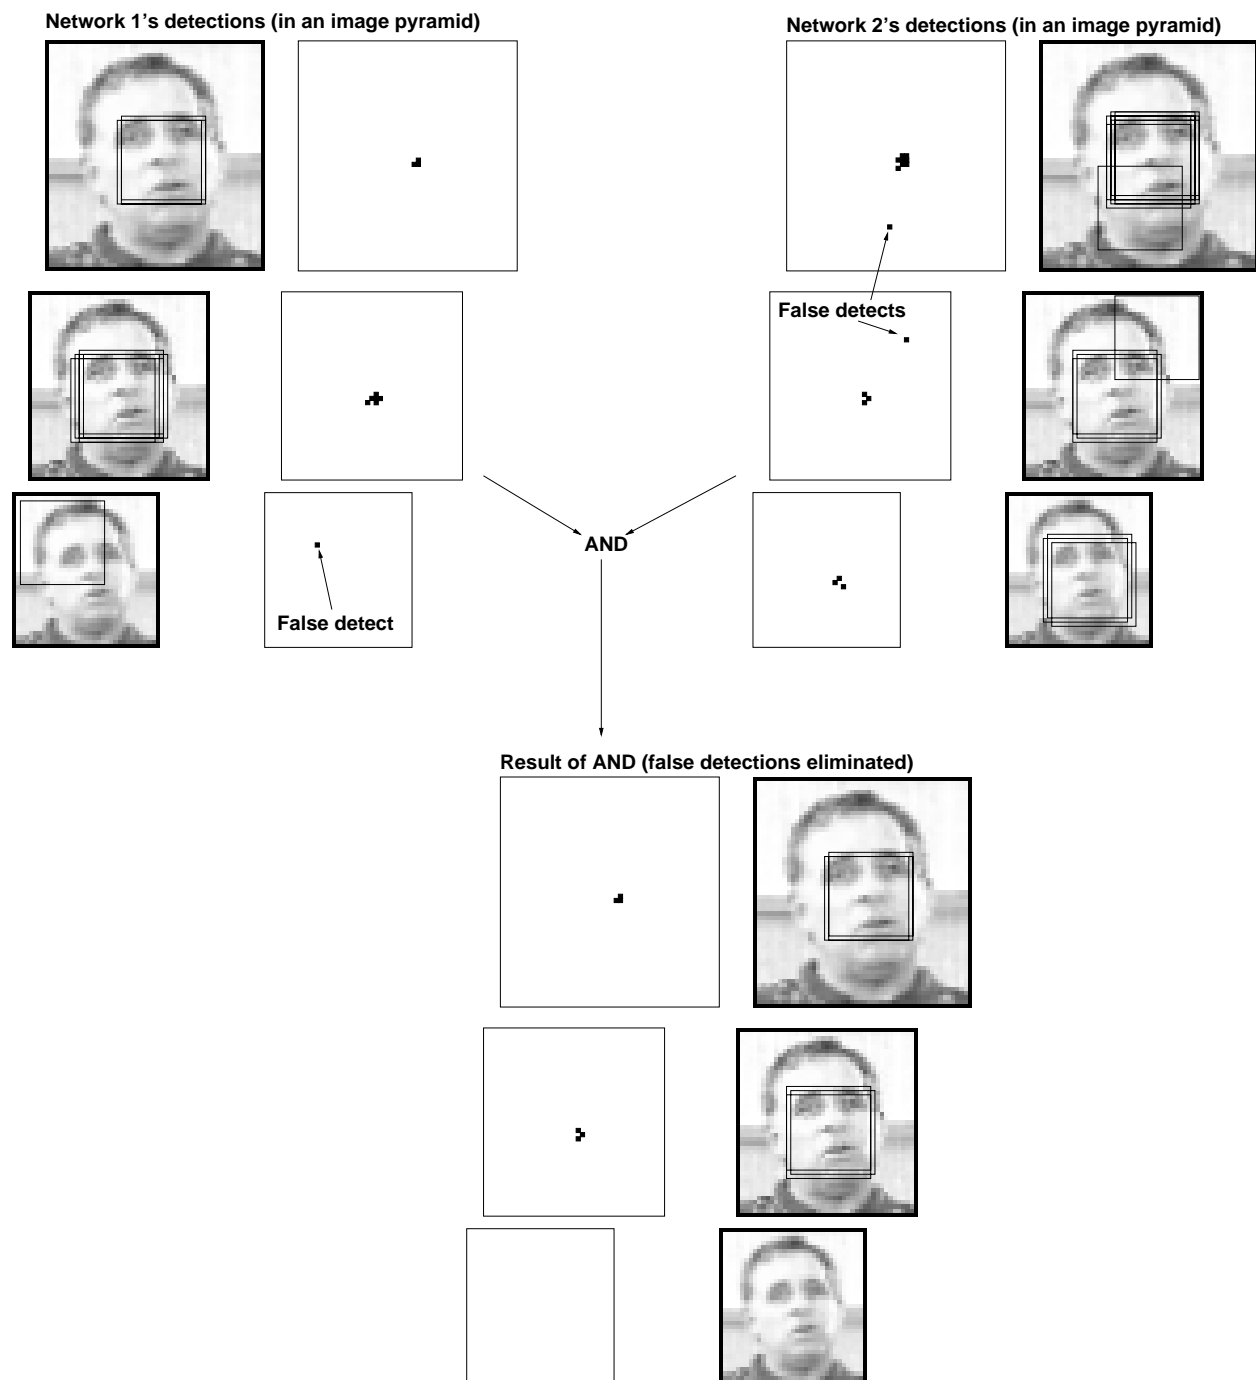 Network 1's detections (in an image pyramid)
Network 2's detections (in an image pyramid)
False detects
AND
False detect
Result of AND (false detections eliminated)